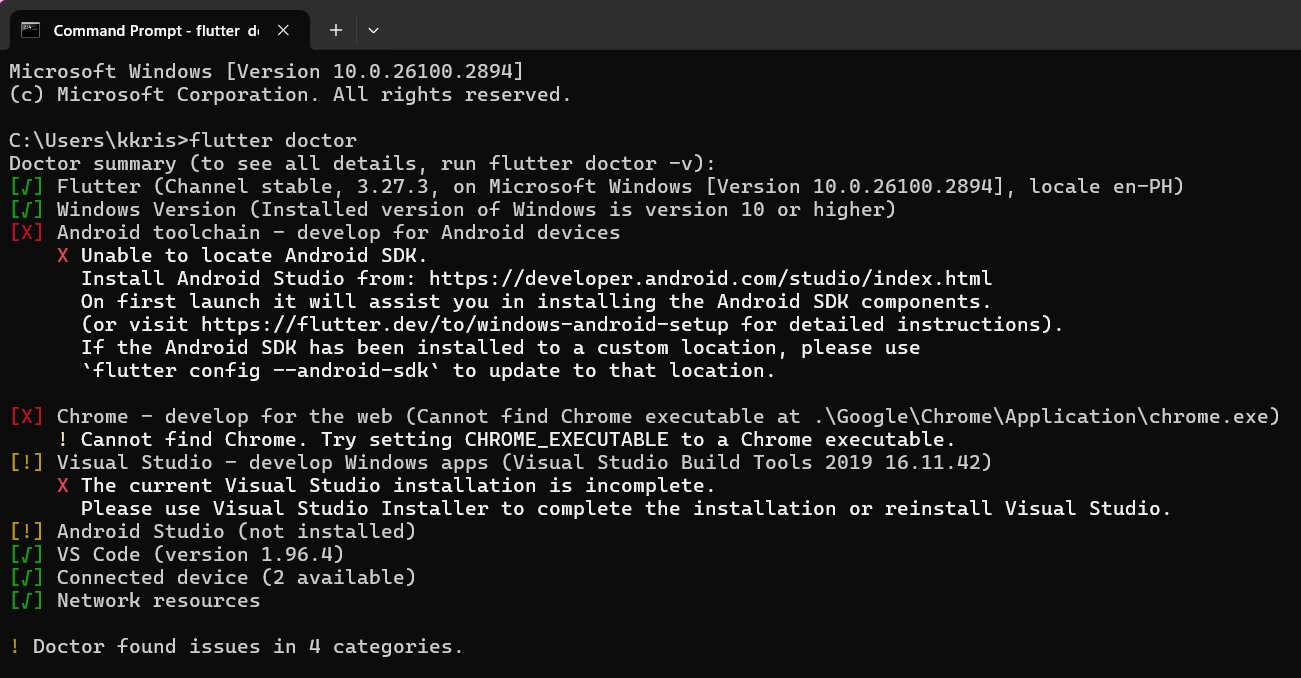 Command Prompt - flutter do
Microsoft Windows [Version 10.0.26100.2894]
(c) Microsoft Corporation. All rights reserved.
C:\Users\kkris>flutter doctor
Doctor summary (to see all details, run flutter doctor -v):
[√] Flutter (Channel stable, 3.27.3, on Microsoft Windows [Version 10.0.26100.2894], locale en-PH)
[√] Windows Version (Installed version of Windows is version 10 or higher)
[X] Android toolchain - develop for Android devices
X Unable to locate Android SDK.
Install Android Studio from: https://developer.android.com/studio/index.html
On first launch it will assist you in installing the Android SDK components.
(or visit https://flutter.dev/to/windows-android-setup for detailed instructions).
If the Android SDK has been installed to a custom location, please use
`flutter config --android-sdk` to update to that location.
[X] Chrome - develop for the web (Cannot find Chrome executable at .\Google\Chrome\Application\chrome.exe)
! Cannot find Chrome. Try setting CHROME_EXECUTABLE to a Chrome executable.
[!] Visual Studio - develop Windows apps (Visual Studio Build Tools 2019 16.11.42)
X The current Visual Studio installation is incomplete.
Please use Visual Studio Installer to complete the installation or reinstall Visual Studio.
[!] Android Studio (not installed)
[√] VS Code (version 1.96.4)
[√] Connected device (2 available)
[√] Network resources
! Doctor found issues in 4 categories.